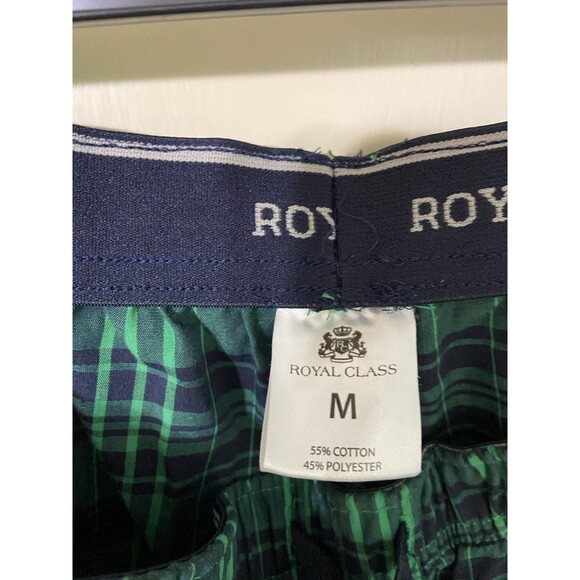 ROY ROY
ROYAL CLASS
M
55% COTTON
45% POLYESTER